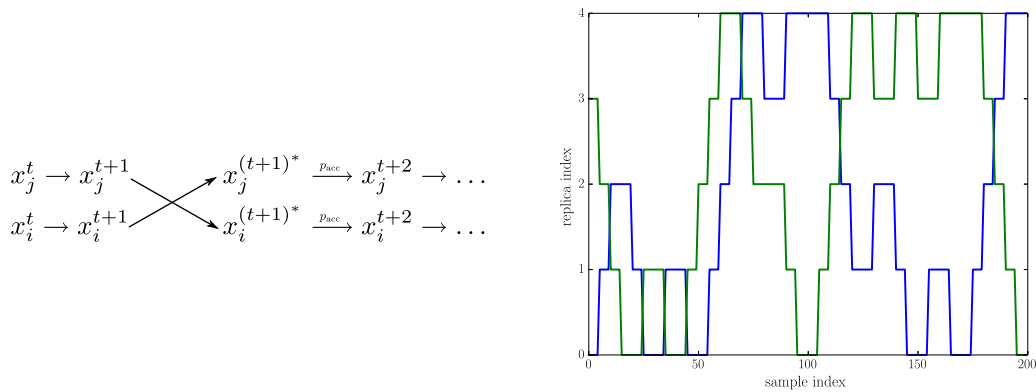 x_j^t → x_j^{t+1} x_j^{(t+1)*} p_acc → x_j^{t+2} → ...
x_i^t → x_i^{t+1} x_i^{(t+1)*} p_acc → x_i^{t+2} → ...
4
3
2
1
0
replica index
0 50 100 150 200
sample index